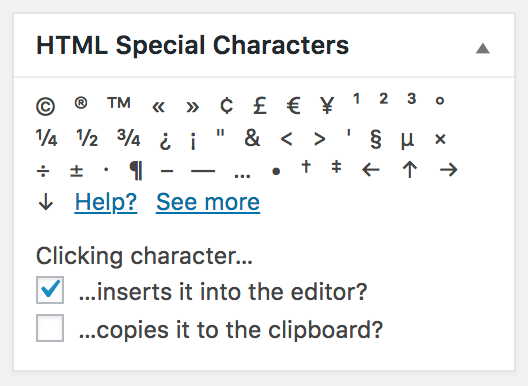 HTML Special Characters
© ® ™ « » ¢ £ € ¥ ¹ ² ³ º
¼ ½ ¾ ¿ ¡ " & < > ' § µ ×
÷ ± · ¶ – — … • † ‡ ← ↑ →
↓ Help? See more
Clicking character…
…inserts it into the editor?
…copies it to the clipboard?